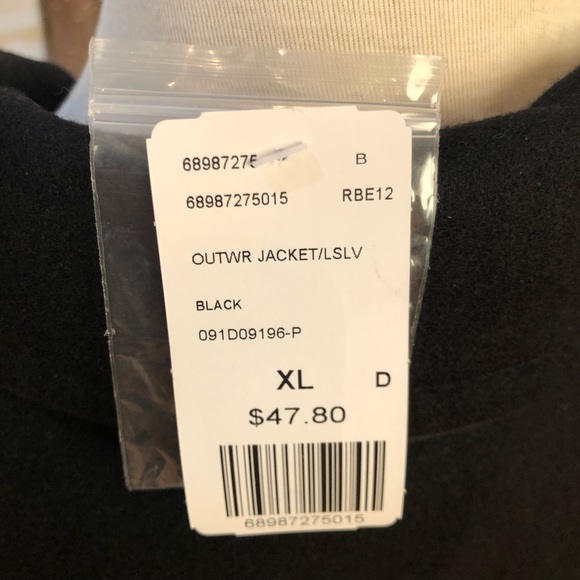 68987275 B
68987275015 RBE12
OUTWR JACKET/LSLV
BLACK
091D09196-P
XL D
$47.80
68987275015